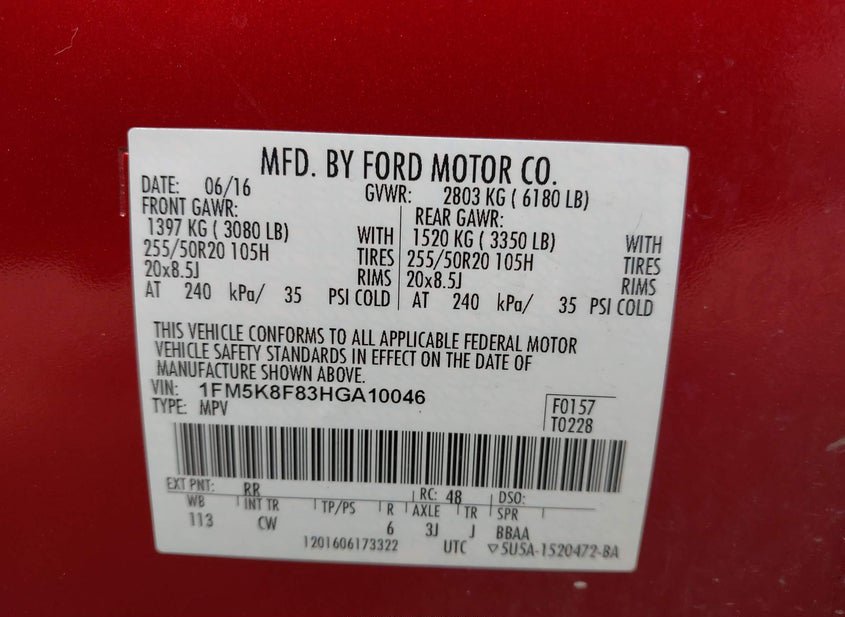 MFD. BY FORD MOTOR CO.
DATE: 06/16 GVWR: 2803 KG ( 6180 LB)
FRONT GAWR: REAR GAWR:
1397 KG ( 3080 LB) WITH 1520 KG ( 3350 LB) WITH
255/50R20 105H TIRES 255/50R20 105H TIRES
20x8.5J RIMS 20x8.5J RIMS
AT 240 kPa/ 35 PSI COLD AT 240 kPa/ 35 PSI COLD
THIS VEHICLE CONFORMS TO ALL APPLICABLE FEDERAL MOTOR
VEHICLE SAFETY STANDARDS IN EFFECT ON THE DATE OF
MANUFACTURE SHOWN ABOVE.
VIN: 1FM5K8F83HGA10046
TYPE: MPV
F0157
T0228
EXT PNT: RR RC: 48 DSO:
WB INT TR TP/PS R AXLE TR SPR
113 CW 6 3J J BBAA
1201606173322 UTC ▽5U5A-1520472-BA